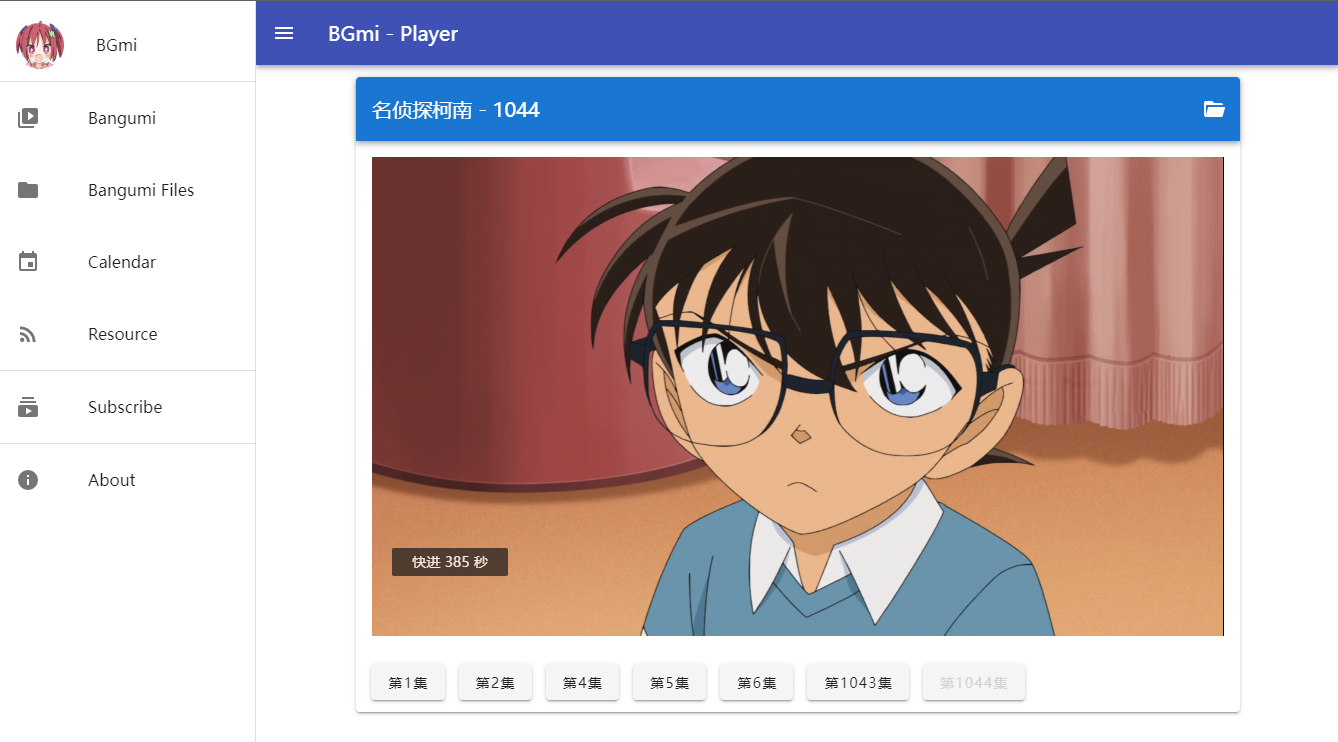 BGmi
BGmi - Player
Bangumi
Bangumi Files
Calendar
Resource
Subscribe
About
名侦探柯南 - 1044
快进 385 秒
第1集 第2集 第4集 第5集 第6集 第1043集 第1044集